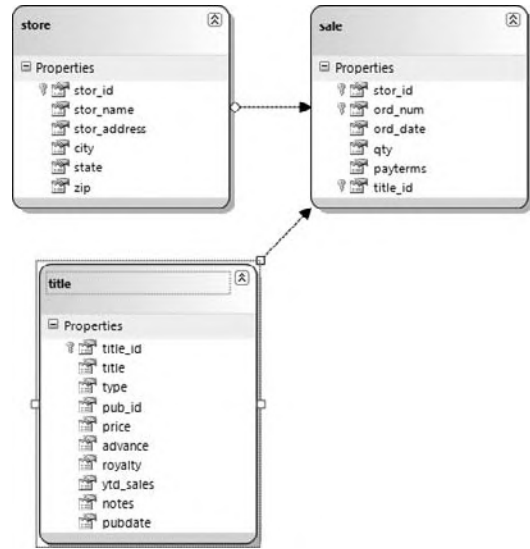 store
Properties
stor_id
stor_name
stor_address
city
state
zip
sale
Properties
stor_id
ord_num
ord_date
qty
payterms
title_id
title
Properties
title_id
title
type
pub_id
price
advance
royalty
ytd_sales
notes
pubdate